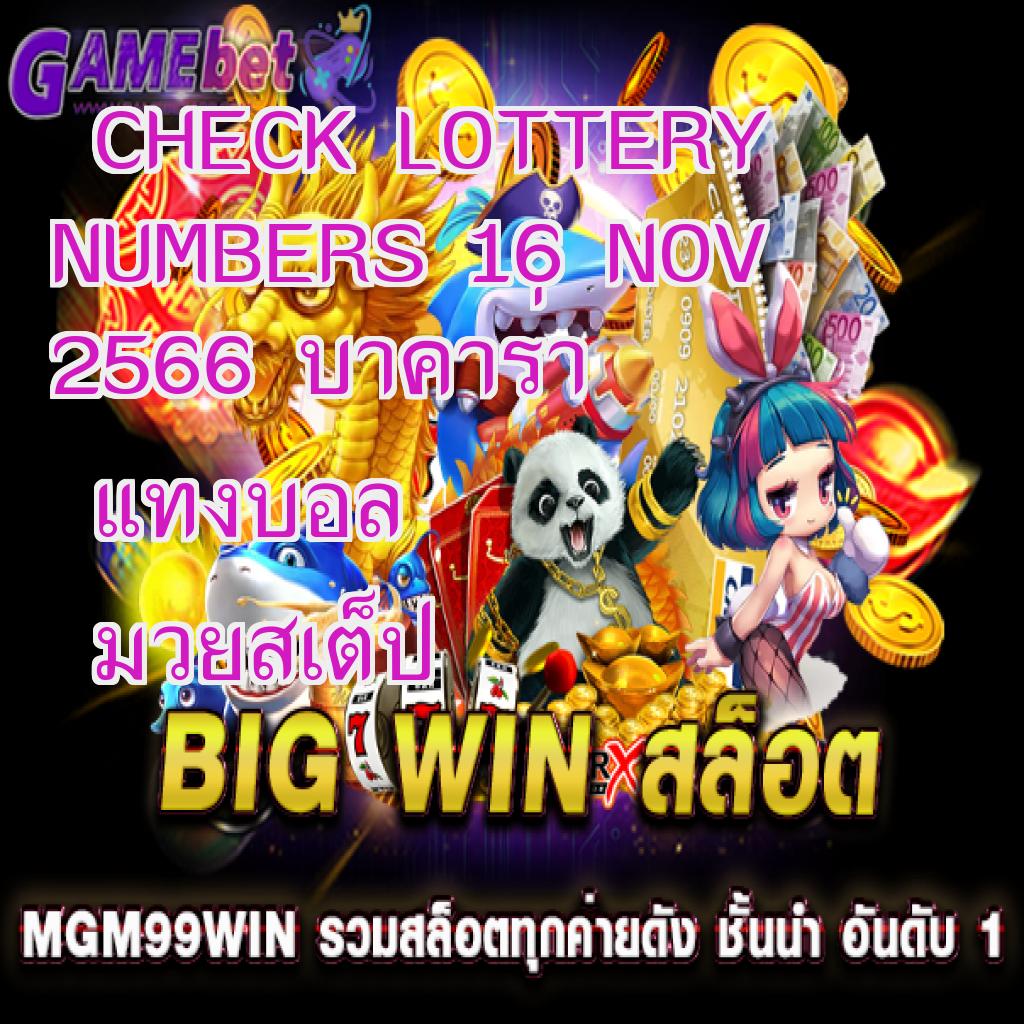 GAMEbet
CHECK LOTTERY
NUMBERS 16 NOV
2566 บาคารา
แทงบอล
มวยสเต็ป
BIG WIN สล็อต
MGM99WIN รวมสล็อตทุกค่ายดัง ชั้นนำ อันดับ 1